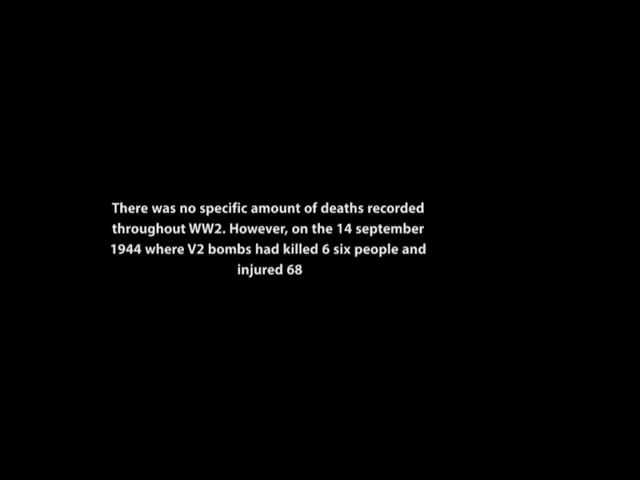 There was no specific amount of deaths recorded
throughout WW2. However, on the 14 september
1944 where V2 bombs had killed 6 six people and
injured 68